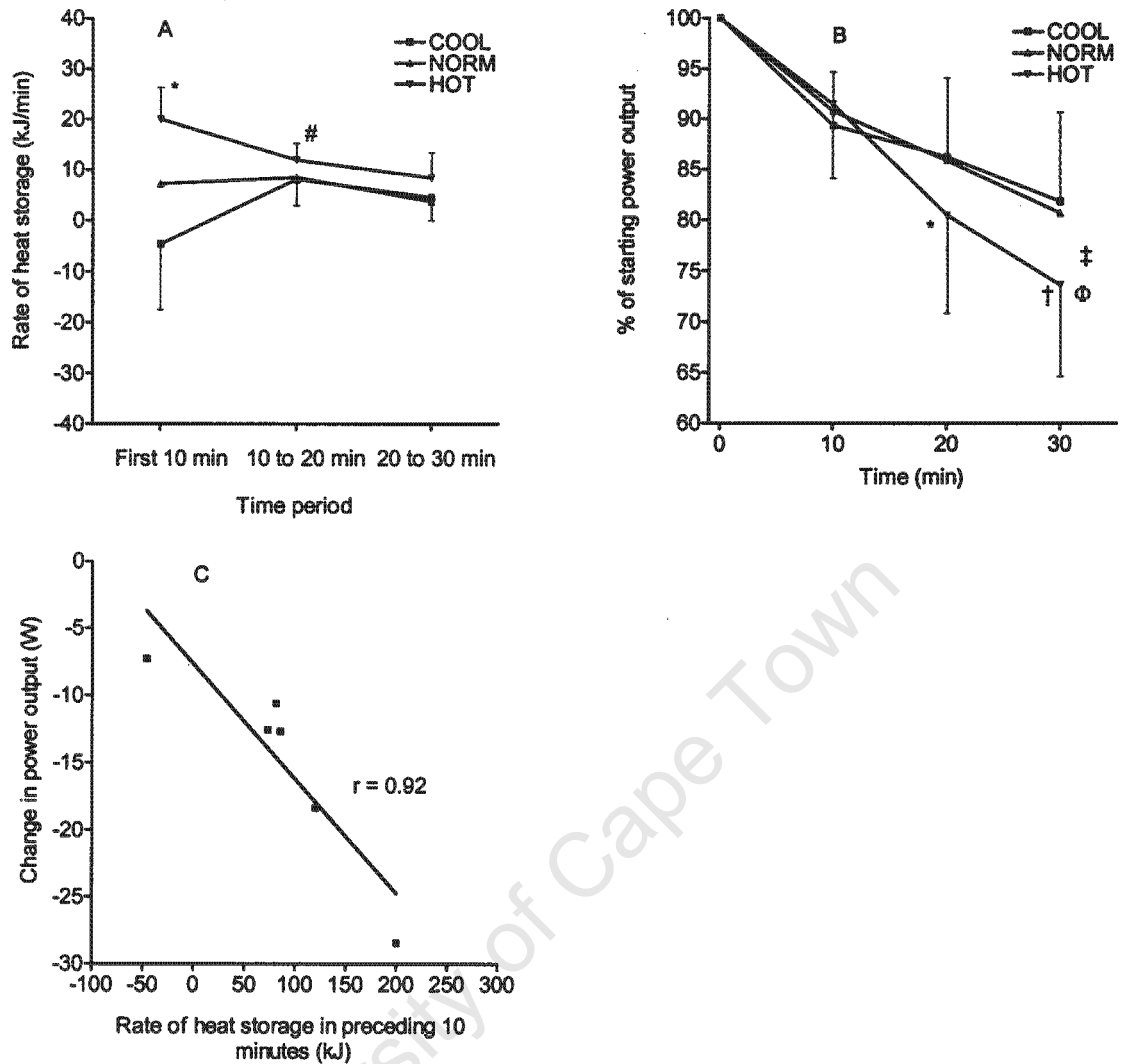 A
COOL
NORM
HOT
*
#
40
30
20
10
0
-10
-20
-30
-40
Rate of heat storage (kJ/min)
First 10 min 10 to 20 min 20 to 30 min
Time period
B
COOL
NORM
HOT
*
‡
† Φ
100
95
90
85
80
75
70
65
60
% of starting power output
0 10 20 30
Time (min)
C
r = 0.92
0
-5
-10
-15
-20
-25
-30
Change in power output (W)
-100 -50 0 50 100 150 200 250 300
Rate of heat storage in preceding 10
minutes (kJ)
ersity of Cape Town